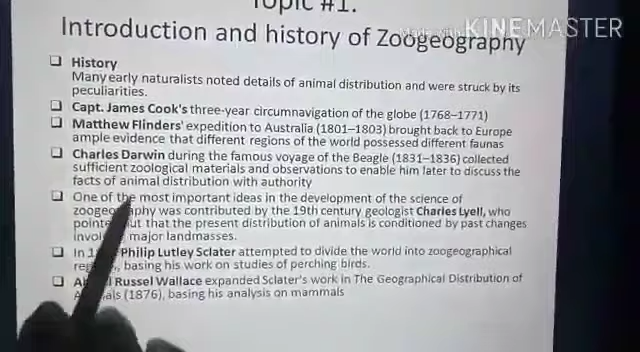 Topic #1.
Introduction and history of Zoogeography
Made with KINEMASTER
❑ History
Many early naturalists noted details of animal distribution and were struck by its
peculiarities.
❑ Capt. James Cook's three-year circumnavigation of the globe (1768–1771)
❑ Matthew Flinders' expedition to Australia (1801–1803) brought back to Europe
ample evidence that different regions of the world possessed different faunas
❑ Charles Darwin during the famous voyage of the Beagle (1831–1836) collected
sufficient zoological materials and observations to enable him later to discuss the
facts of animal distribution with authority
❑ One of the most important ideas in the development of the science of
was contributed by the 19th century geologist Charles Lyell, who
that the present distribution of animals is conditioned by past changes
major landmasses.
❑ In Philip Lutley Sclater attempted to divide the world into zoogeographical
basing his work on studies of perching birds.
❑ Russel Wallace expanded Sclater's work in The Geographical Distribution of
(1876), basing his analysis on mammals